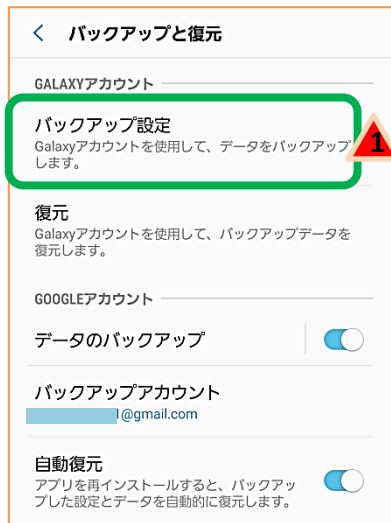 < バックアップと復元
GALAXYアカウント
バックアップ設定
Galaxyアカウントを使用して、データをバックアップ
します。
1
復元
Galaxyアカウントを使用して、バックアップデータを
復元します。
GOOGLEアカウント
データのバックアップ
バックアップアカウント
@gmail.com
自動復元
アプリを再インストールすると、バックアッ
プした設定とデータを自動的に復元します。